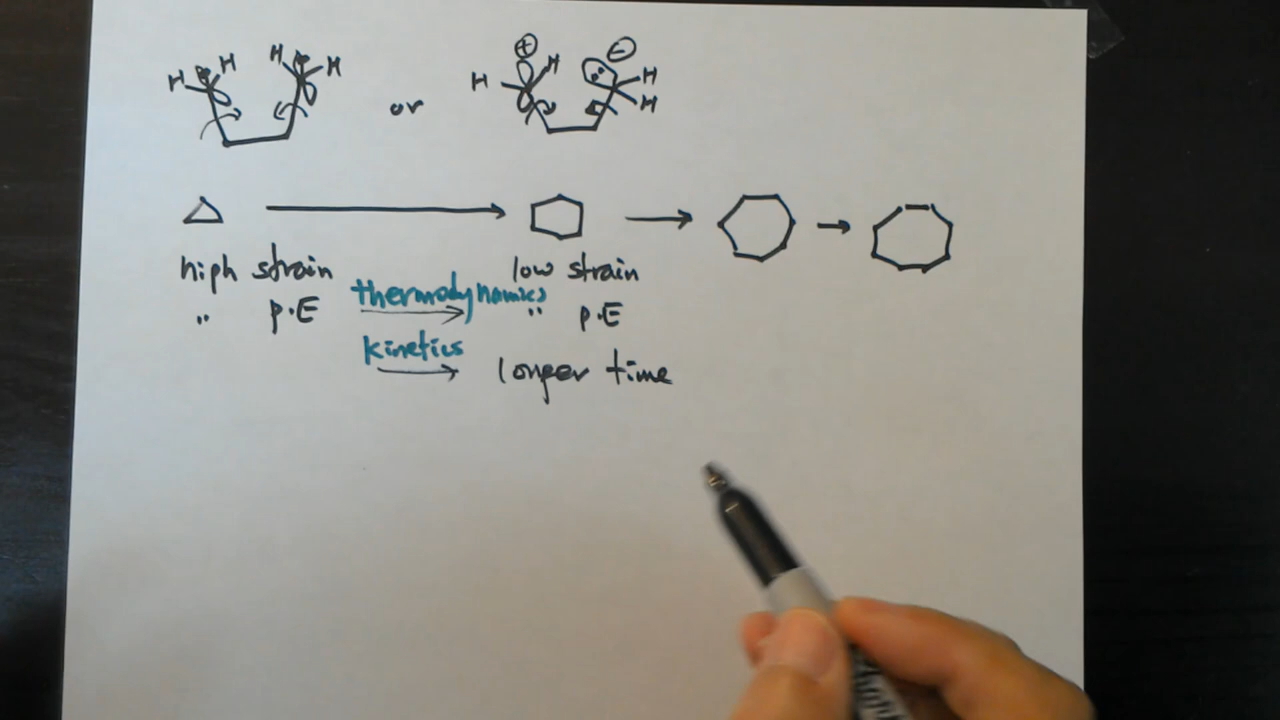 H H H H or H ⊕ H ⊖ H H
high strain low strain
" p.E thermodynamics " p.E
kinetics
longer time